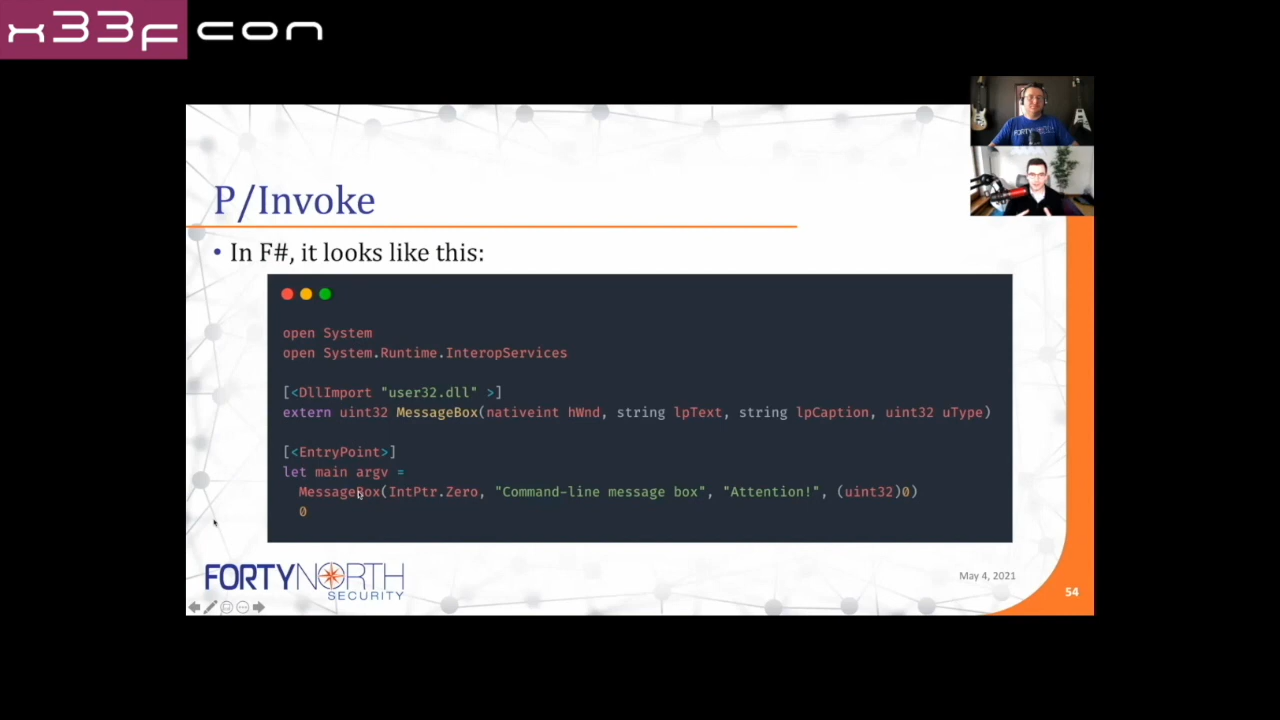 x33fcon
P/Invoke
• In F#, it looks like this:
open System
open System.Runtime.InteropServices
[<DllImport "user32.dll" >]
extern uint32 MessageBox(nativeint hWnd, string lpText, string lpCaption, uint32 uType)
[<EntryPoint>]
let main argv =
MessageBox(IntPtr.Zero, "Command-line message box", "Attention!", (uint32)0)
0
FORTYNORTH
SECURITY
May 4, 2021
54